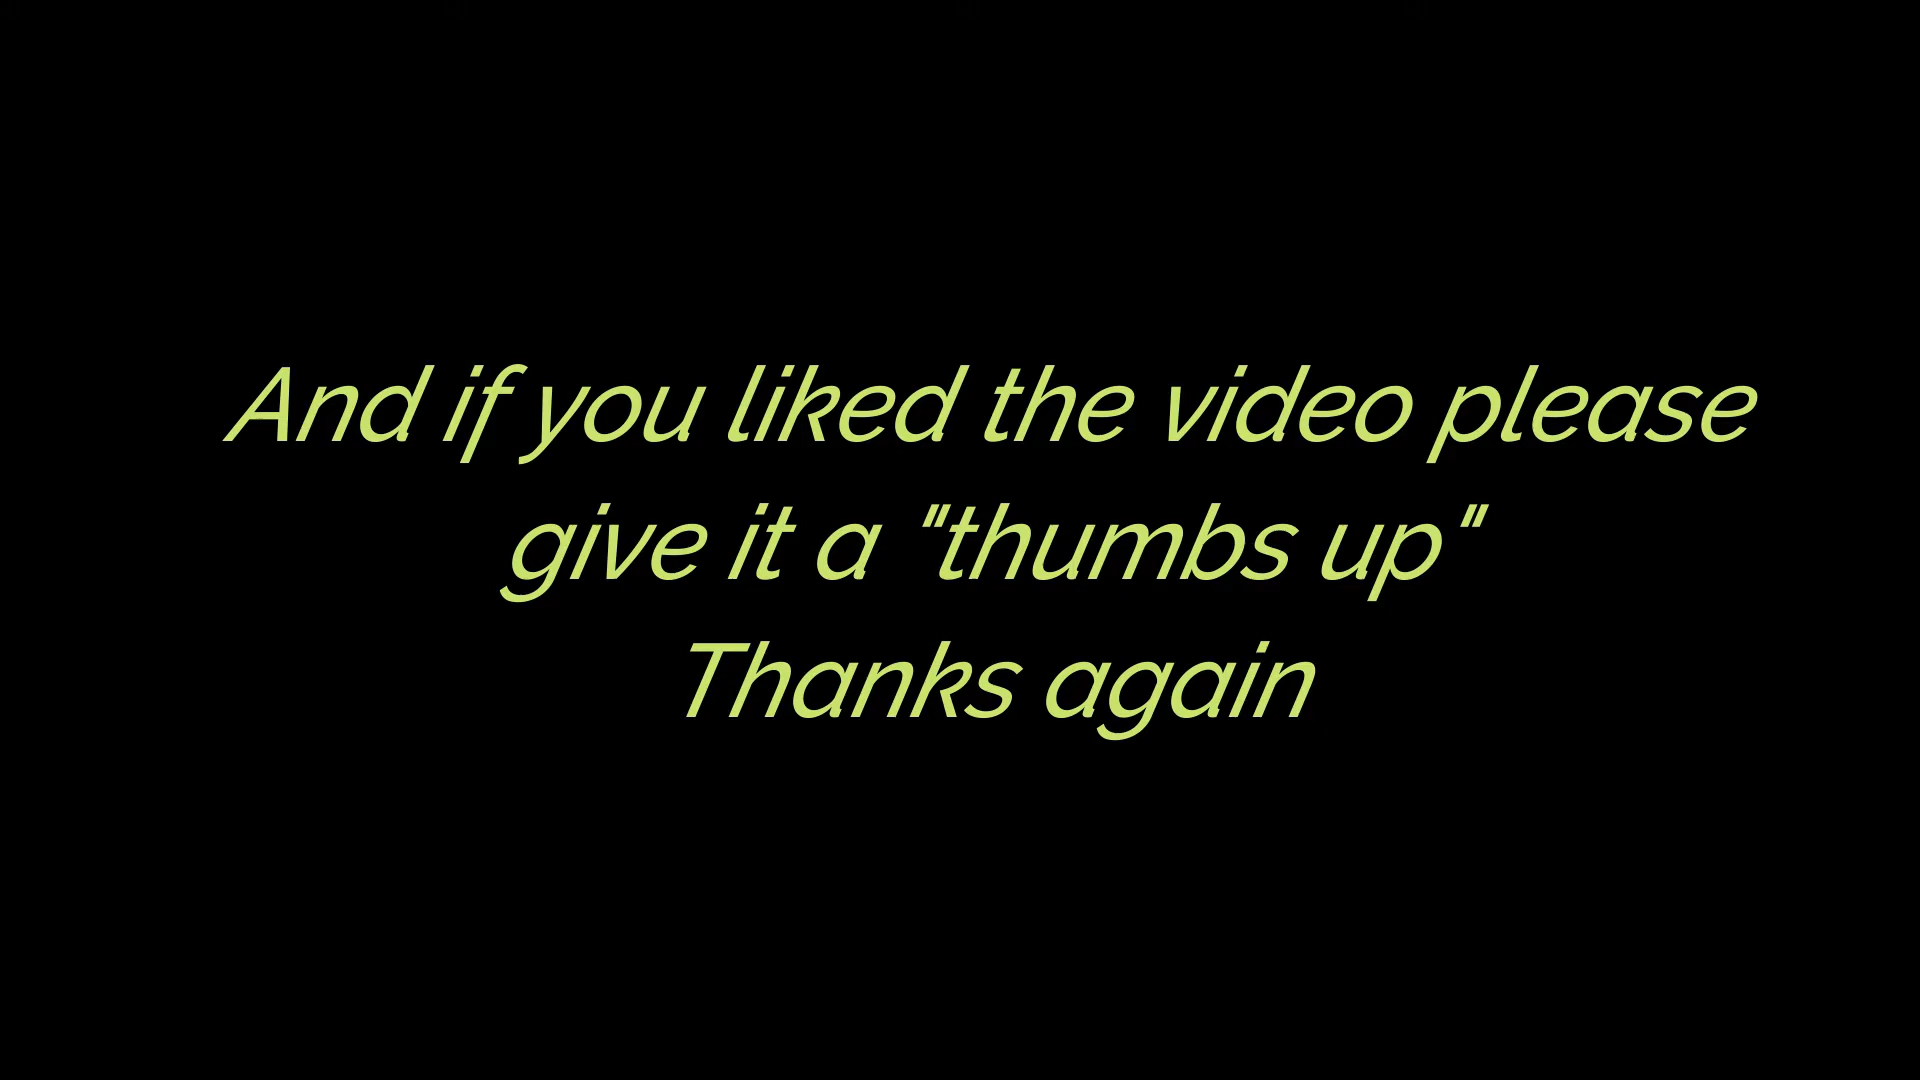 And if you liked the video please
give it a "thumbs up"
Thanks again